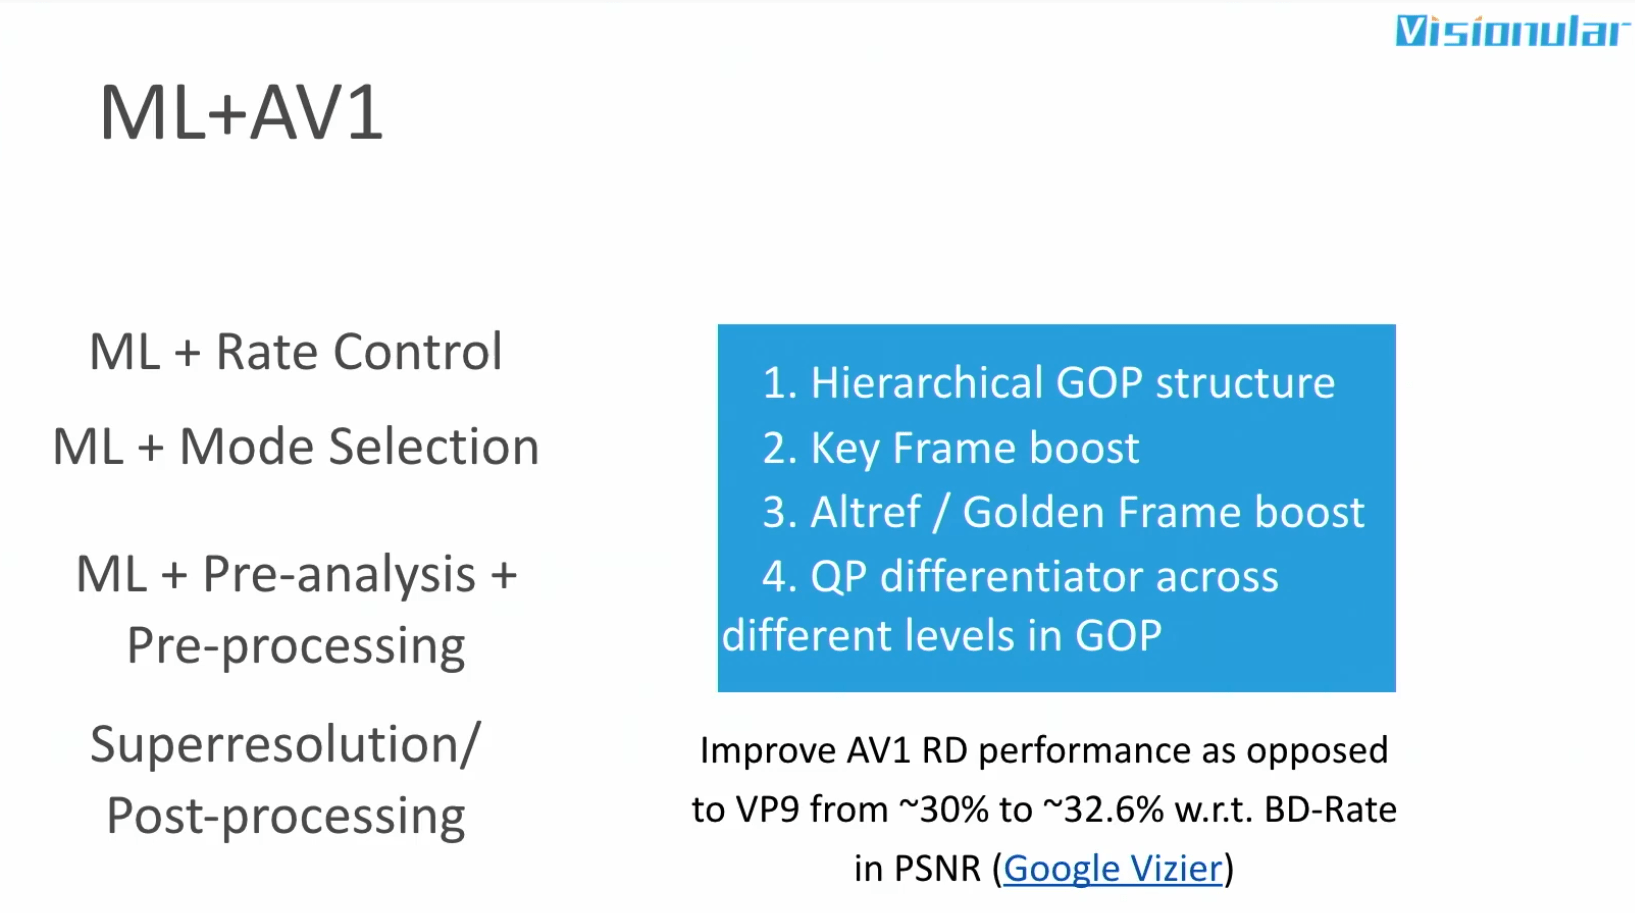 Visionular
ML+AV1
ML + Rate Control
ML + Mode Selection
ML + Pre-analysis +
Pre-processing
Superresolution/
Post-processing
1. Hierarchical GOP structure
2. Key Frame boost
3. Altref / Golden Frame boost
4. QP differentiator across
different levels in GOP
Improve AV1 RD performance as opposed
to VP9 from ~30% to ~32.6% w.r.t. BD-Rate
in PSNR (Google Vizier)